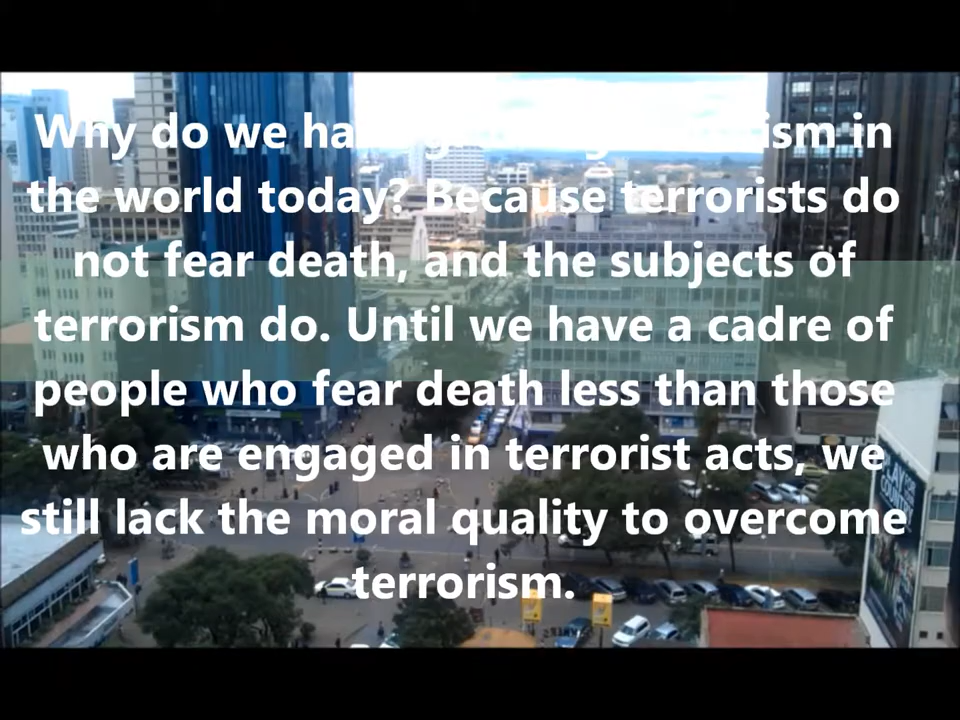 Why do we in
the world today? Because terrorists do
not fear death, and the subjects of
terrorism do. Until we have a cadre of
people who fear death less than those
who are engaged in terrorist acts, we
still lack the moral quality to overcome
terrorism.
PLAY